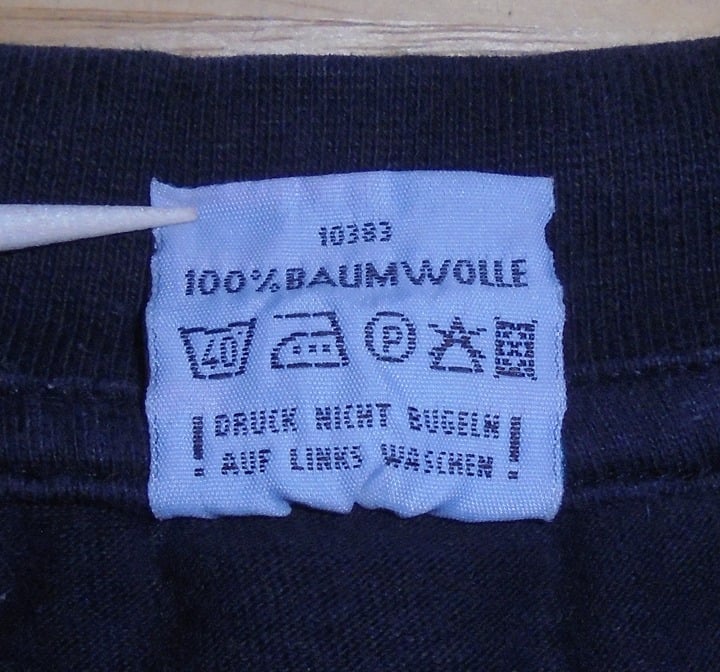 10383
100% BAUMWOLLE
40° P
! DRUCK NICHT BUGELN !
AUF LINKS WASCHEN